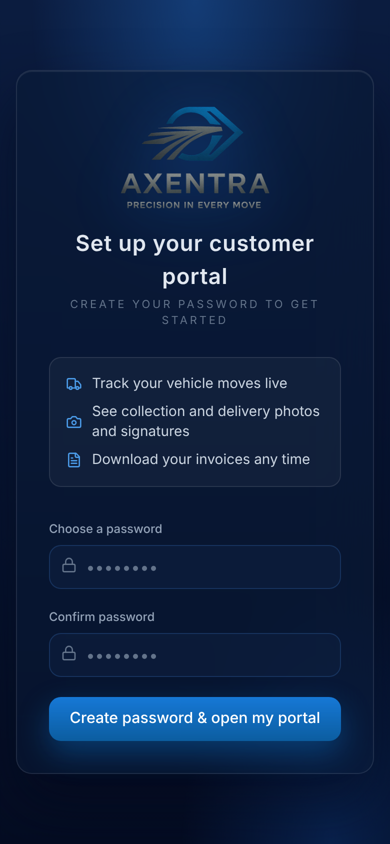 AXENTRA
PRECISION IN EVERY MOVE
Set up your customer
portal
CREATE YOUR PASSWORD TO GET
STARTED
Track your vehicle moves live
See collection and delivery photos
and signatures
Download your invoices any time
Choose a password
••••••••
Confirm password
••••••••
Create password & open my portal